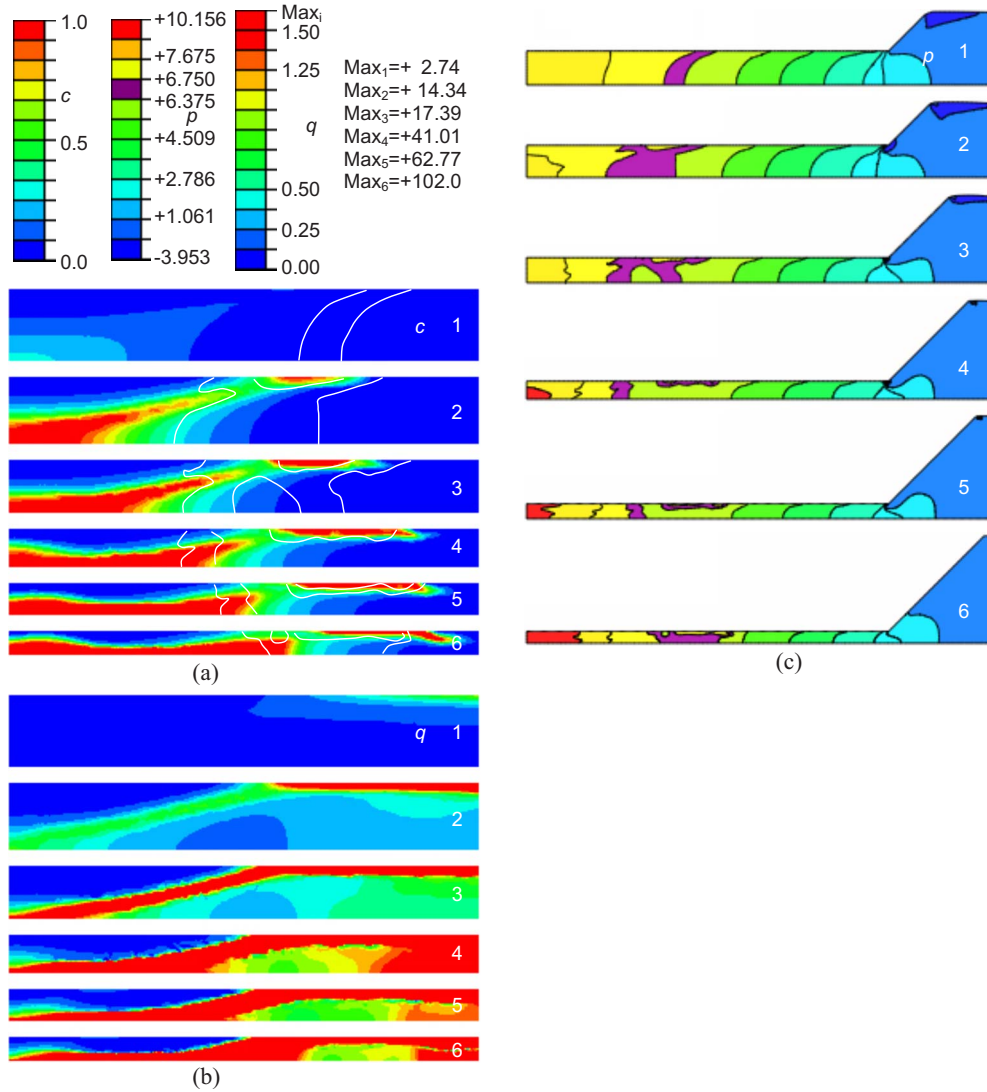 1.0
c
0.5
0.0
+10.156
+7.675
+6.750
+6.375
p
+4.509
+2.786
+1.061
-3.953
Maxᵢ
1.50
1.25
q
0.50
0.25
0.00
Max₁=+ 2.74
Max₂=+ 14.34
Max₃=+17.39
Max₄=+41.01
Max₅=+62.77
Max₆=+102.0
c 1
2
3
4
5
6
(a)
q 1
2
3
4
5
6
(b)
p 1
2
3
4
5
6
(c)